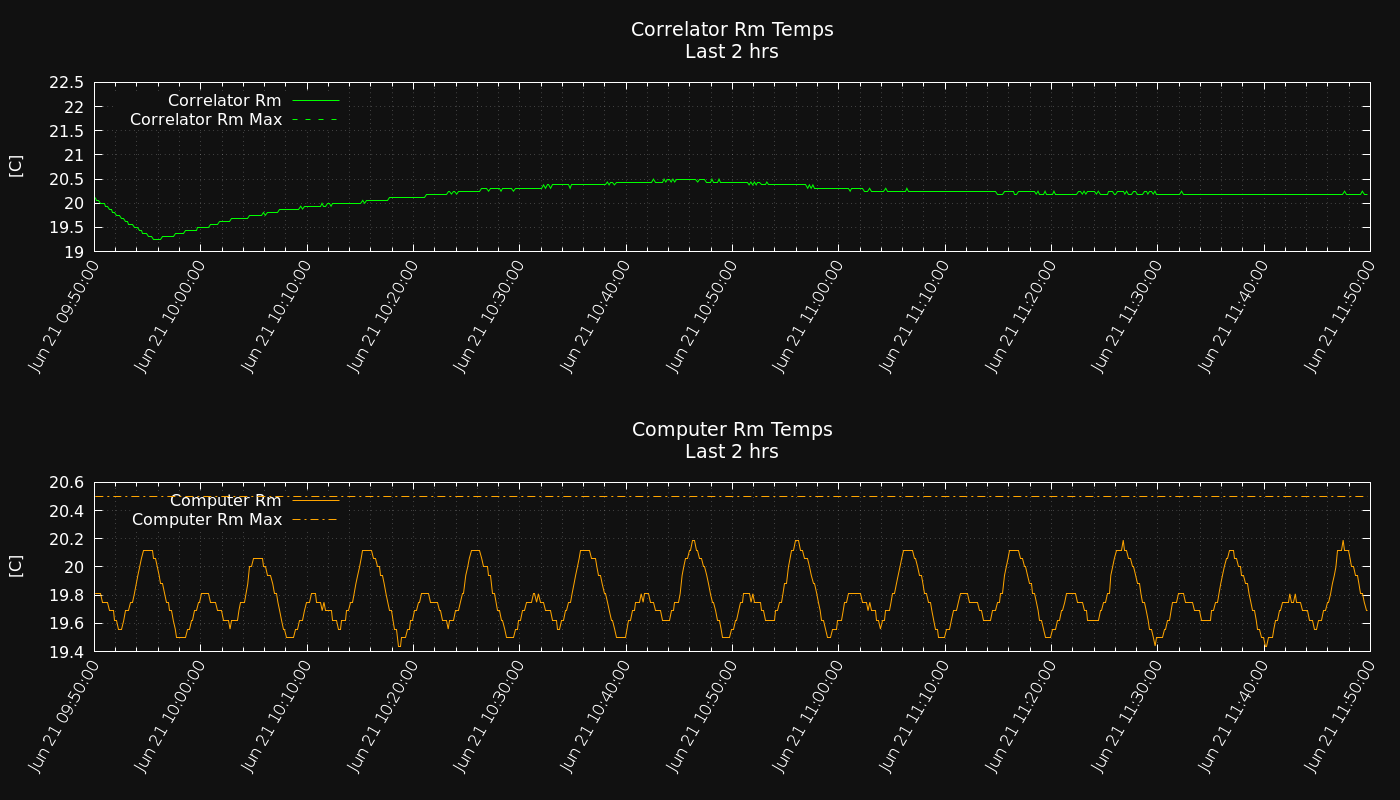 Correlator Rm Temps
Last 2 hrs
22.5
22
21.5
21
20.5
20
19.5
19
[C]
Correlator Rm
Correlator Rm Max
Jun 21 09:50:00
Jun 21 10:00:00
Jun 21 10:10:00
Jun 21 10:20:00
Jun 21 10:30:00
Jun 21 10:40:00
Jun 21 10:50:00
Jun 21 11:00:00
Jun 21 11:10:00
Jun 21 11:20:00
Jun 21 11:30:00
Jun 21 11:40:00
Jun 21 11:50:00
Computer Rm Temps
Last 2 hrs
20.6
20.4
20.2
20
19.8
19.6
19.4
[C]
Computer Rm
Computer Rm Max
Jun 21 09:50:00
Jun 21 10:00:00
Jun 21 10:10:00
Jun 21 10:20:00
Jun 21 10:30:00
Jun 21 10:40:00
Jun 21 10:50:00
Jun 21 11:00:00
Jun 21 11:10:00
Jun 21 11:20:00
Jun 21 11:30:00
Jun 21 11:40:00
Jun 21 11:50:00